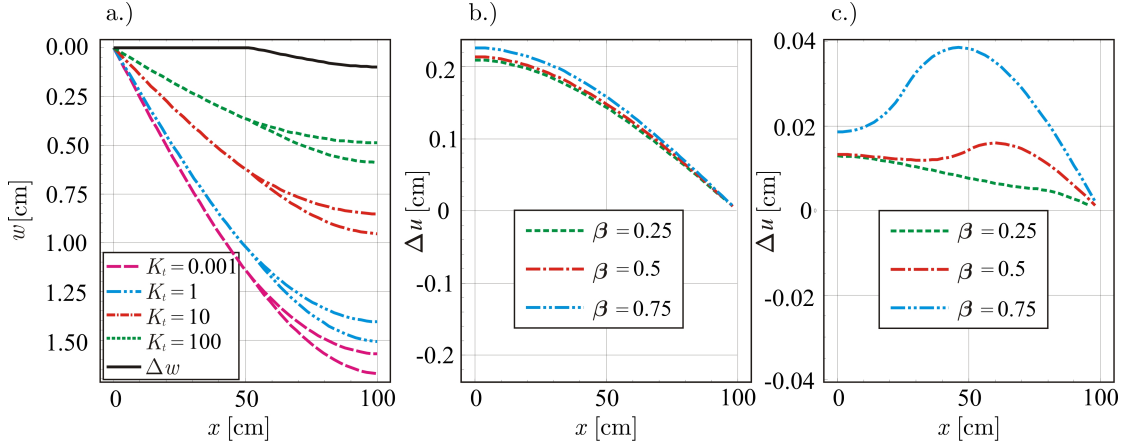 a.)
0.00
0.25
0.50
0.75
1.00
1.25
1.50
w[cm]
K_t = 0.001
K_t = 1
K_t = 10
K_t = 100
Δw
0
50
100
x [cm]
b.)
0.2
0.1
0
-0.1
-0.2
Δu [cm]
β = 0.25
β = 0.5
β = 0.75
0
50
100
x [cm]
c.)
0.04
0.02
0
-0.02
-0.04
Δu [cm]
β = 0.25
β = 0.5
β = 0.75
0
50
100
x [cm]